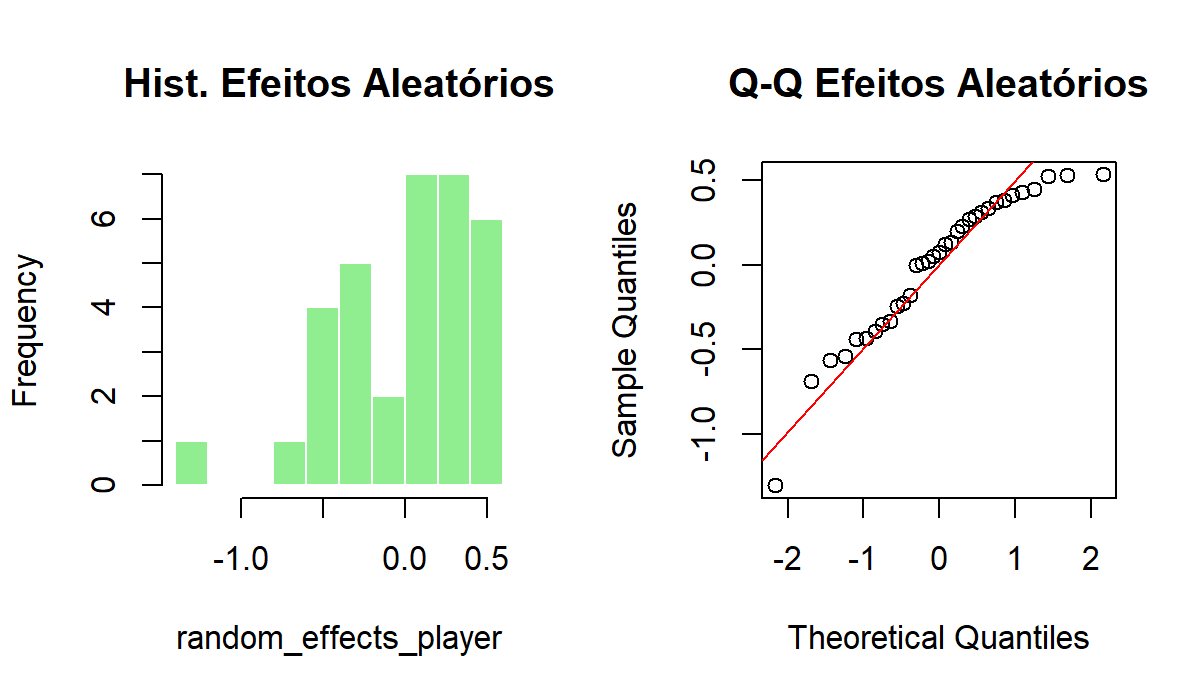 Hist. Efeitos Aleatórios
Frequency
0 2 4 6
-1.0 0.0 0.5
random_effects_player
Q-Q Efeitos Aleatórios
Sample Quantiles
-1.0 -0.5 0.0 0.5
-2 -1 0 1 2
Theoretical Quantiles